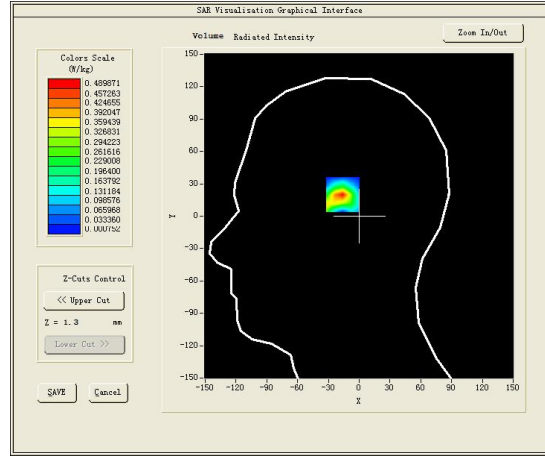 SAR Visualisation Graphical Interface
Volume Radiated Intensity
Zoom In/Out
Colors Scale
(W/kg)
0.489871
0.457263
0.424655
0.392047
0.359439
0.326831
0.294223
0.261616
0.229008
0.196400
0.163792
0.131184
0.098576
0.065968
0.033360
0.000752
Z-Cuts Control
<< Upper Cut
Z = 1.3 mm
Lower Cut >>
SAVE Cancel
150
120
90
60
30
0
-30
-60
-90
-120
-150
Y
-150 -120 -90 -60 -30 0 30 60 90 120 150
X